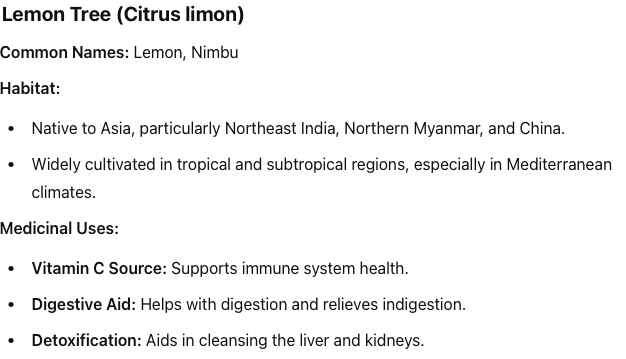 Lemon Tree (Citrus limon)
Common Names: Lemon, Nimbu
Habitat:
• Native to Asia, particularly Northeast India, Northern Myanmar, and China.
• Widely cultivated in tropical and subtropical regions, especially in Mediterranean
climates.
Medicinal Uses:
• Vitamin C Source: Supports immune system health.
• Digestive Aid: Helps with digestion and relieves indigestion.
• Detoxification: Aids in cleansing the liver and kidneys.